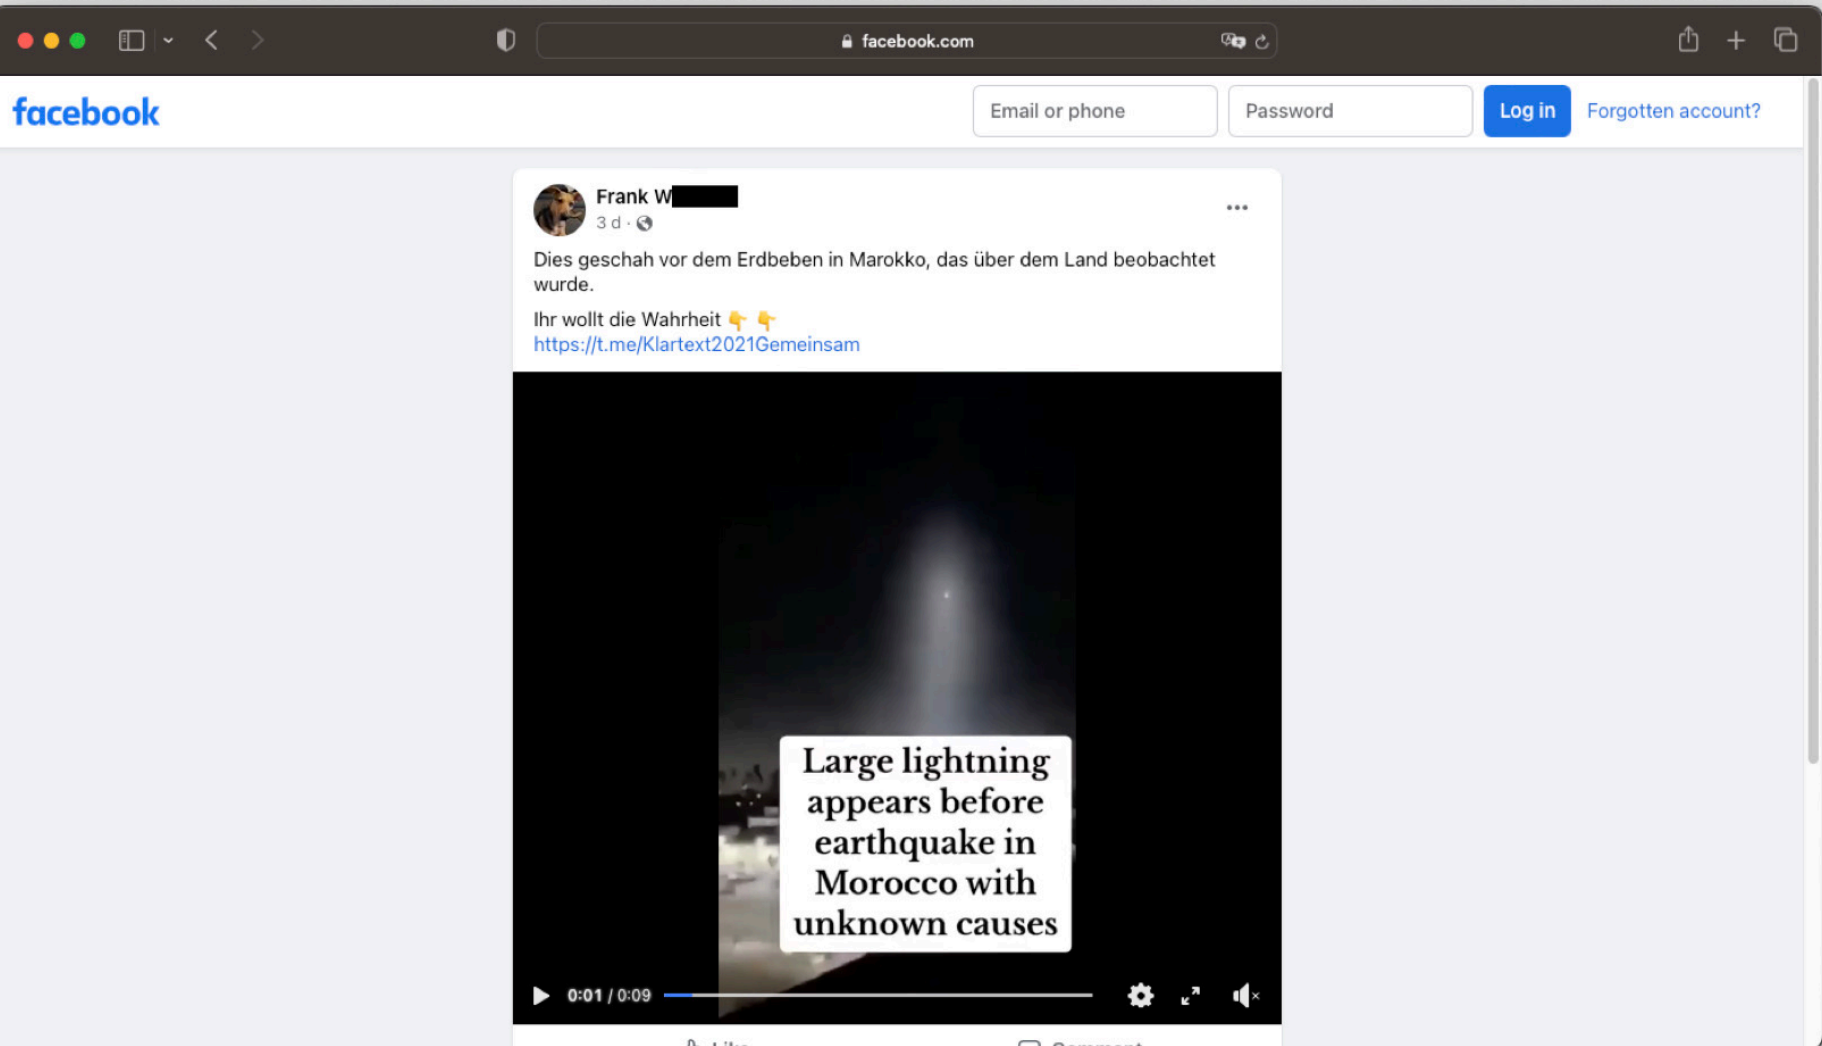 facebook.com
facebook
Email or phone
Password
Log in
Forgotten account?
Frank W
3 d ·
Dies geschah vor dem Erdbeben in Marokko, das über dem Land beobachtet
wurde.
Ihr wollt die Wahrheit 👇 👇
https://t.me/Klartext2021Gemeinsam
Large lightning
appears before
earthquake in
Morocco with
unknown causes
0:01 / 0:09
Like
Comment